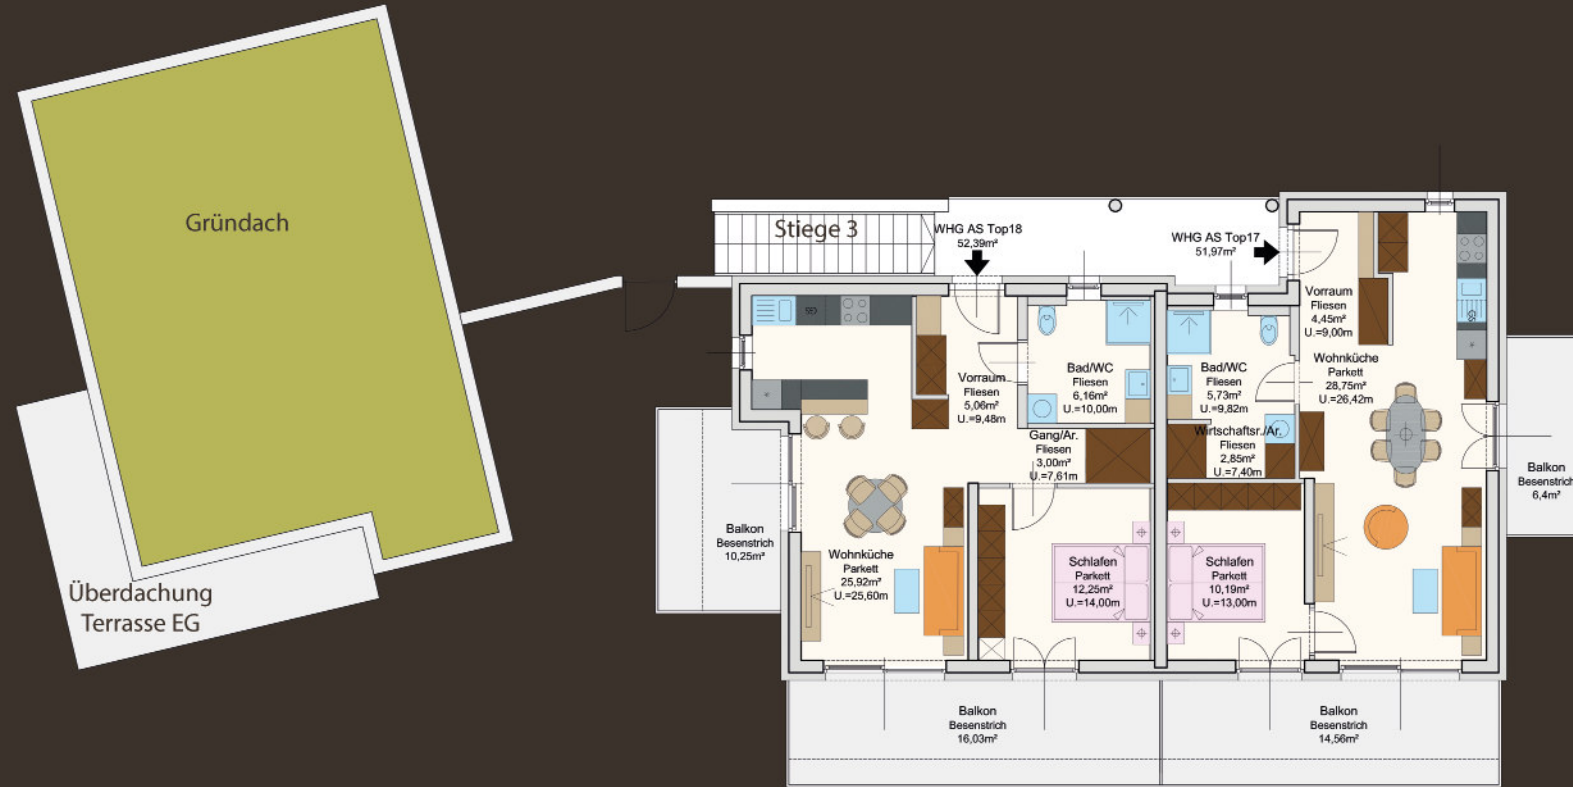 Gründach
Überdachung
Terrasse EG
Stiege 3
WHG AS Top18
52,39m²
WHG AS Top17
51,97m²
Vorraum
Fliesen
5,06m²
U.=9,48m
Bad/WC
Fliesen
6,16m²
U.=10,00m
Gang/Ar.
Fliesen
3,00m²
U.=7,61m
Wohnküche
Parkett
25,92m²
U.=25,60m
Schlafen
Parkett
12,25m²
U.=14,00m
Balkon
Besenstrich
10,25m²
Balkon
Besenstrich
16,03m²
Vorraum
Fliesen
4,45m²
U.=9,00m
Wohnküche
Parkett
28,75m²
U.=26,42m
Bad/WC
Fliesen
5,73m²
U.=9,82m
Wirtschaftsr./Ar.
Fliesen
2,85m²
U.=7,40m
Schlafen
Parkett
10,19m²
U.=13,00m
Balkon
Besenstrich
6,4m²
Balkon
Besenstrich
14,56m²